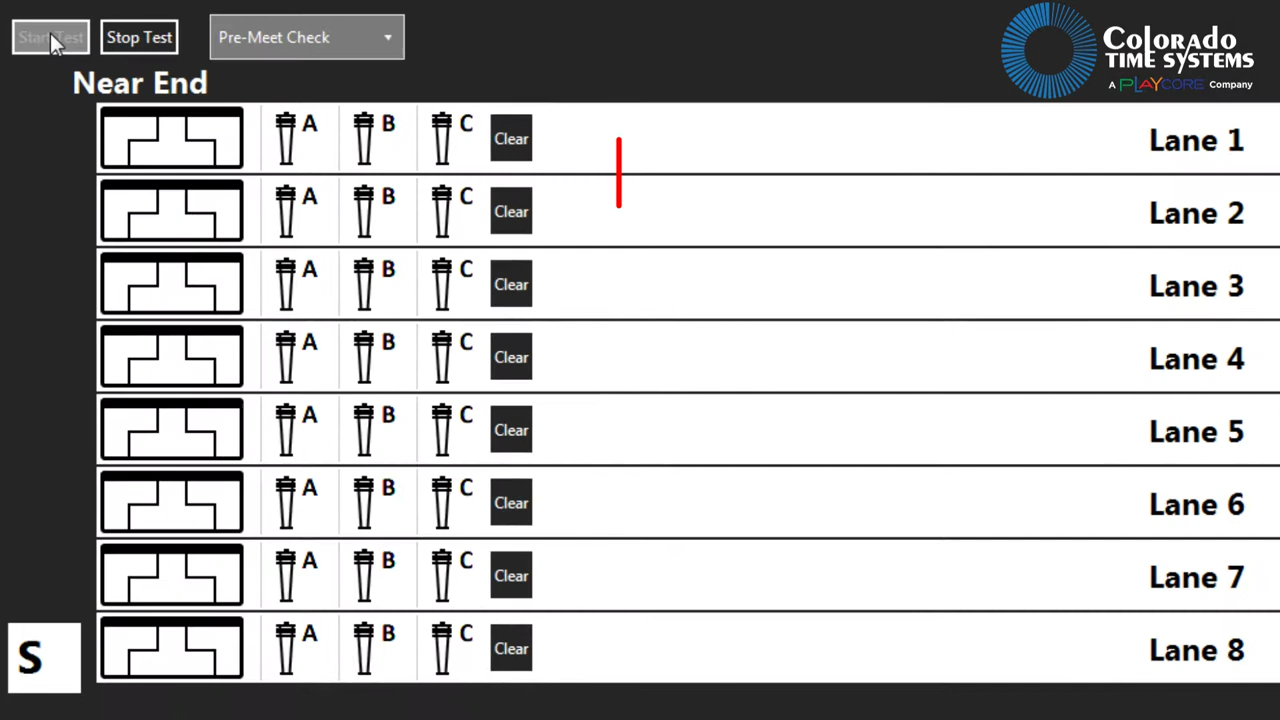 Start Test Stop Test Pre-Meet Check
COLORADO
TIME SYSTEMS
A PLAYCORE Company
Near End
A B C Clear Lane 1
A B C Clear Lane 2
A B C Clear Lane 3
A B C Clear Lane 4
A B C Clear Lane 5
A B C Clear Lane 6
A B C Clear Lane 7
A B C Clear Lane 8
S